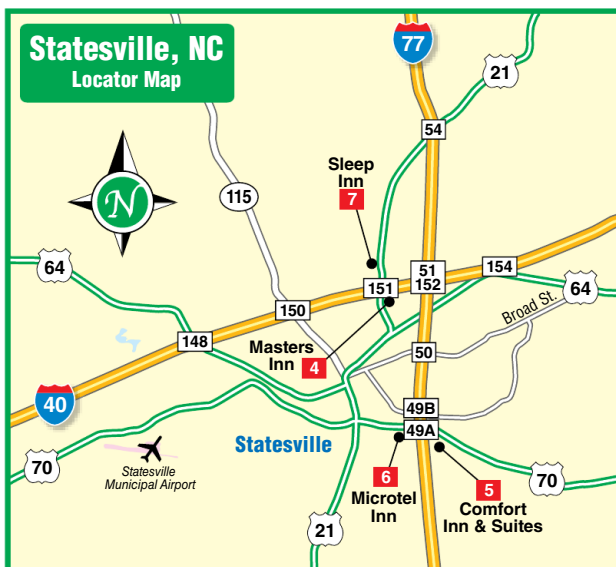 Statesville, NC
Locator Map
77
21
54
Sleep
Inn
7
N
115
64
51
152
154
151
64
150
Broad St.
148
Masters
Inn
4
50
40
49B
49A
Statesville
70
Statesville
Municipal Airport
6
Microtel
Inn
5
Comfort
Inn & Suites
70
21